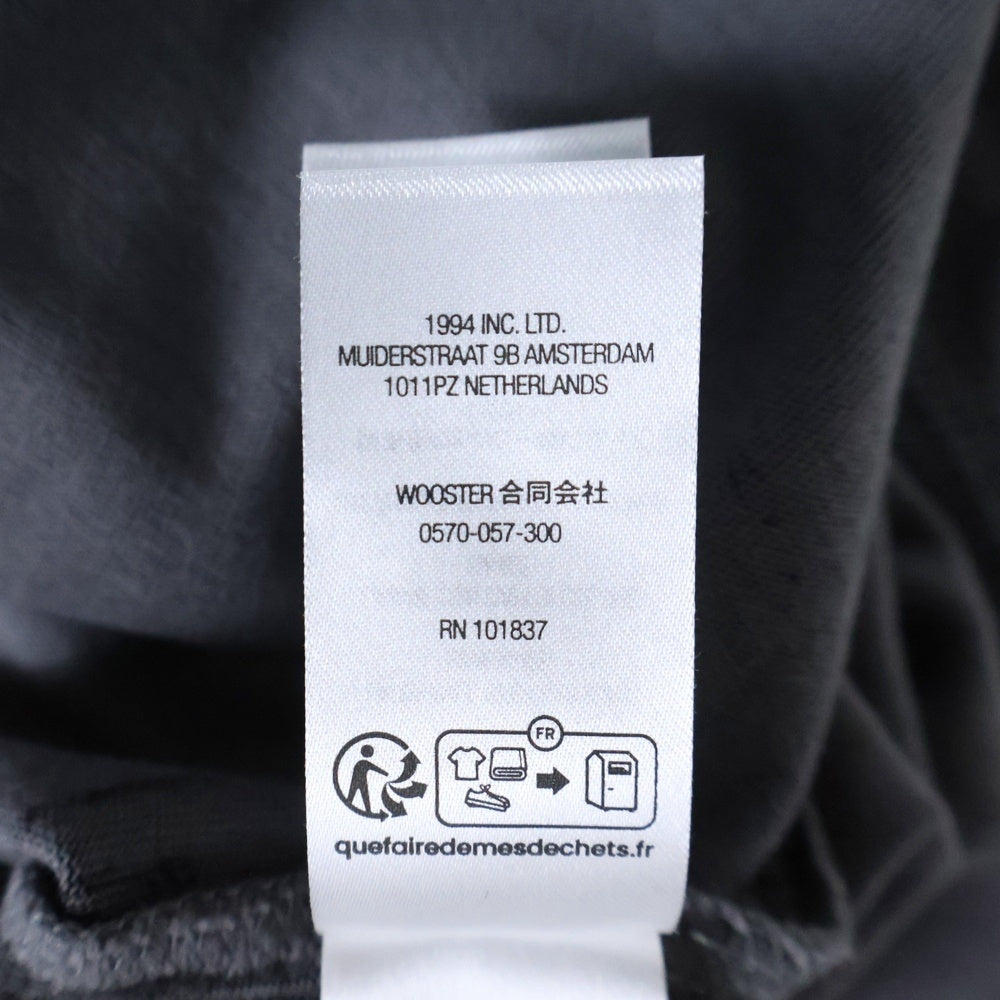 1994 INC. LTD.
MUIDERSTRAAT 9B AMSTERDAM
1011PZ NETHERLANDS
WOOSTER 合同会社
0570-057-300
RN 101837
FR
quefairedemesdechets.fr